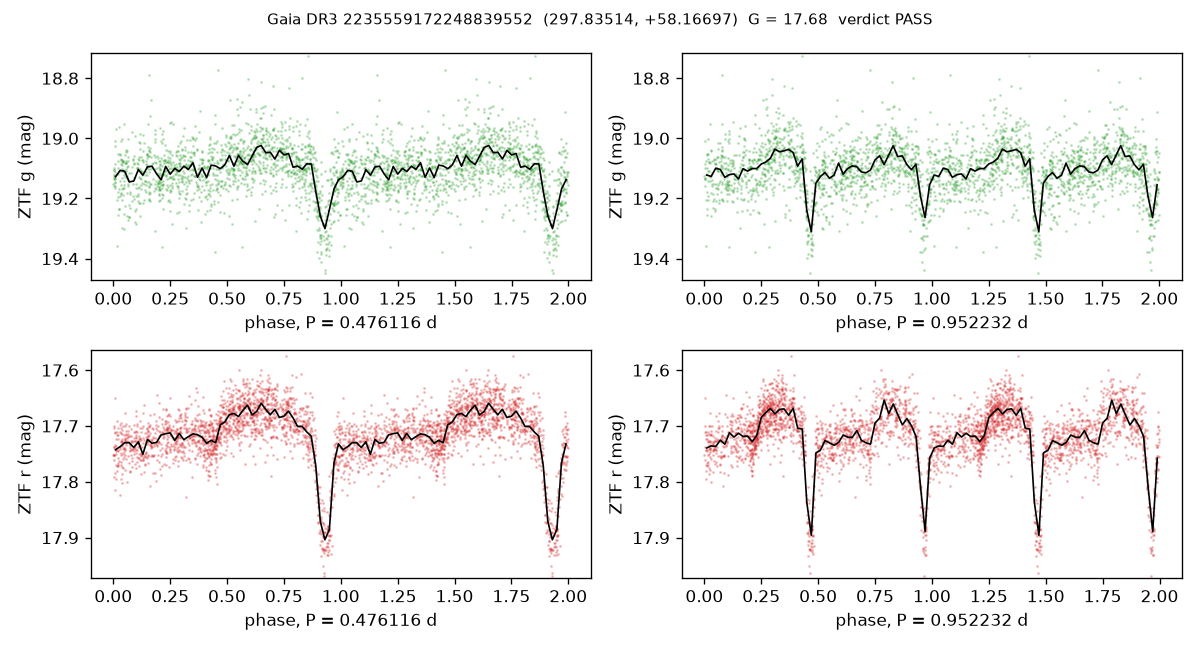 Gaia DR3 2235559172248839552 (297.83514, +58.16697) G = 17.68 verdict PASS
ZTF g (mag)
18.8
19.0
19.2
19.4
0.00 0.25 0.50 0.75 1.00 1.25 1.50 1.75 2.00
phase, P = 0.476116 d
ZTF g (mag)
18.8
19.0
19.2
19.4
0.00 0.25 0.50 0.75 1.00 1.25 1.50 1.75 2.00
phase, P = 0.952232 d
ZTF r (mag)
17.6
17.7
17.8
17.9
0.00 0.25 0.50 0.75 1.00 1.25 1.50 1.75 2.00
phase, P = 0.476116 d
ZTF r (mag)
17.6
17.7
17.8
17.9
0.00 0.25 0.50 0.75 1.00 1.25 1.50 1.75 2.00
phase, P = 0.952232 d